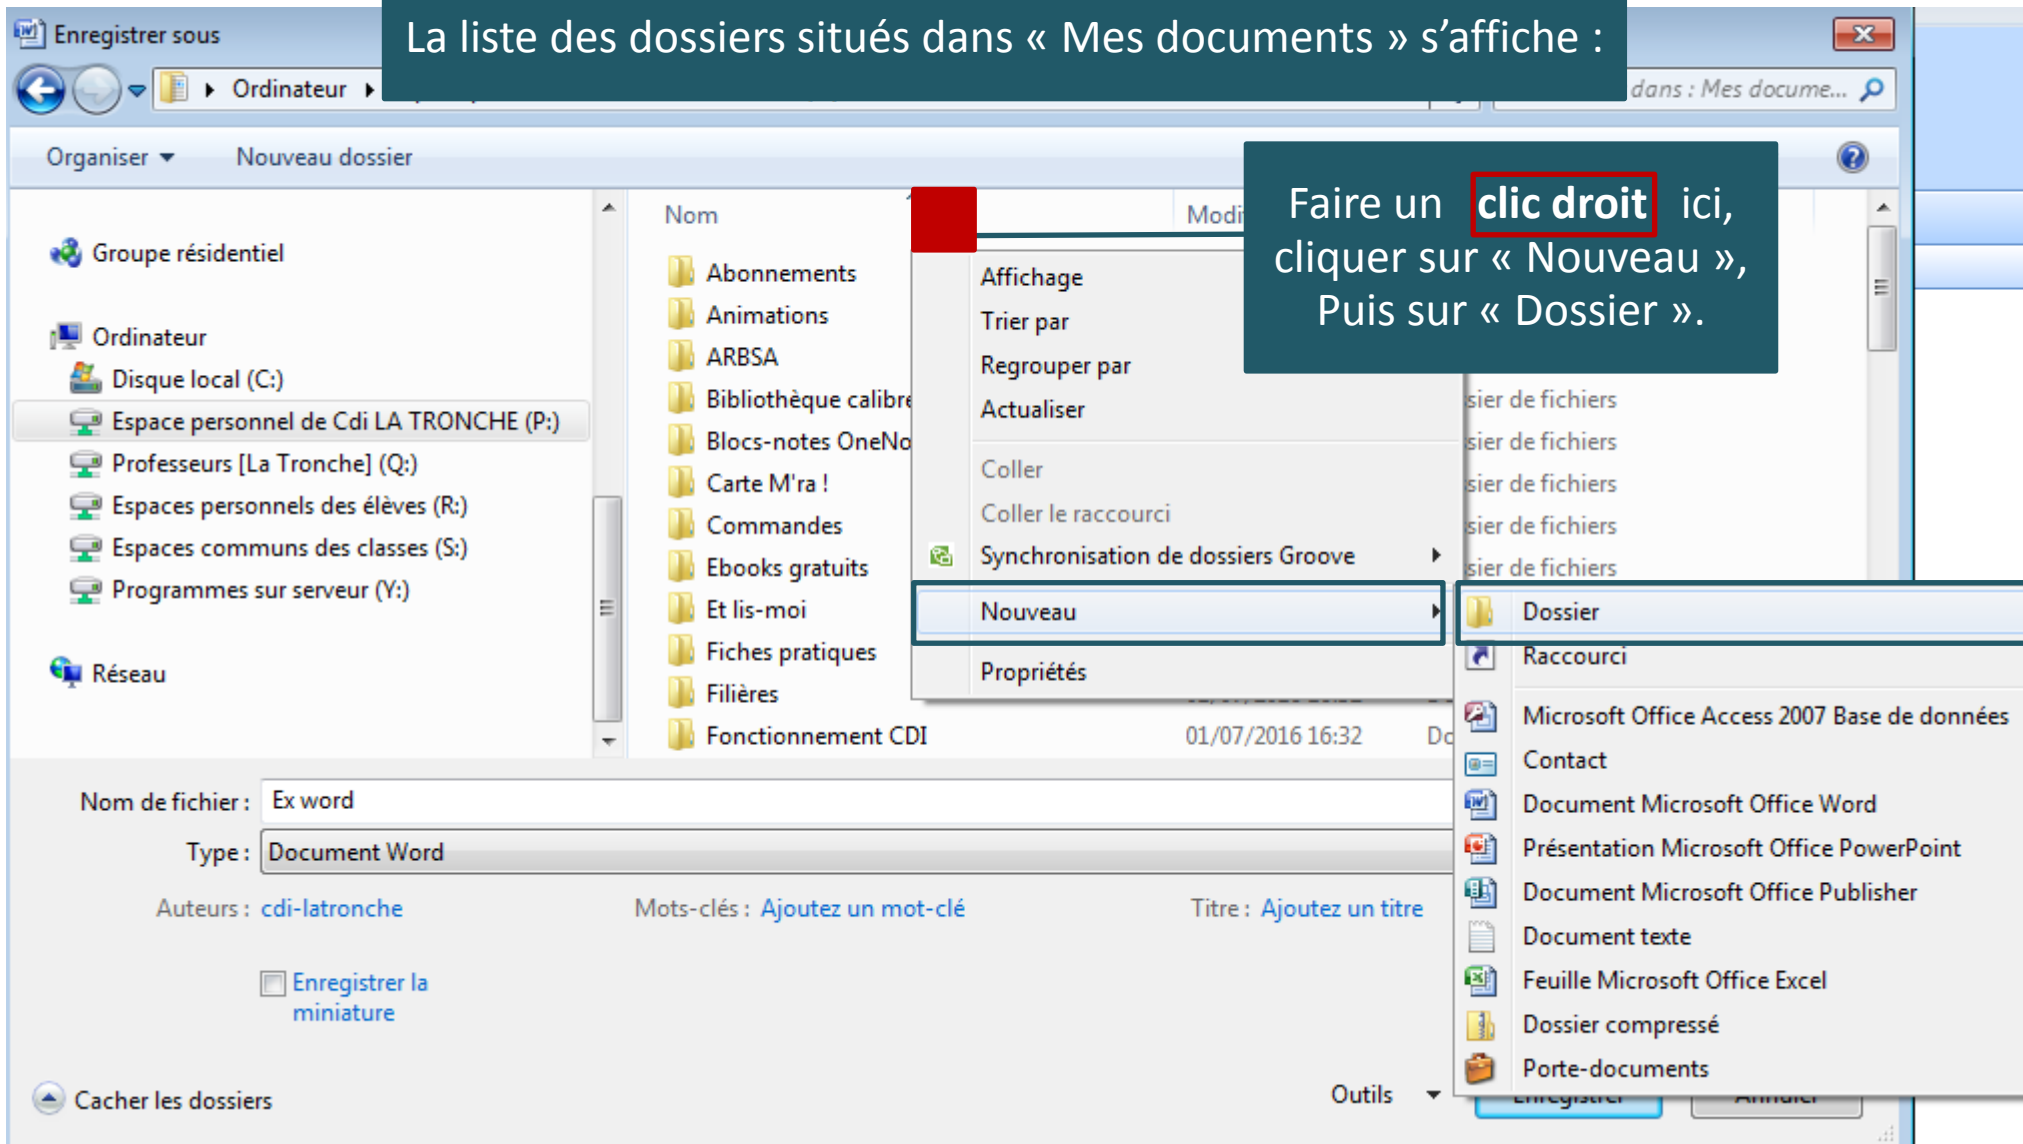 La liste des dossiers situés dans « Mes documents » s’affiche :
Enregistrer sous
Ordinateur
dans : Mes docume...
Organiser
Nouveau dossier
Faire un clic droit ici,
cliquer sur « Nouveau »,
Puis sur « Dossier ».
Groupe résidentiel
Ordinateur
Disque local (C:)
Espace personnel de Cdi LA TRONCHE (P:)
Professeurs [La Tronche] (Q:)
Espaces personnels des élèves (R:)
Espaces communs des classes (S:)
Programmes sur serveur (Y:)
Réseau
Nom
Modi
Abonnements
Animations
ARBSA
Bibliothèque calibre
Blocs-notes OneNo
Carte M'ra !
Commandes
Ebooks gratuits
Et lis-moi
Fiches pratiques
Filières
Fonctionnement CDI
01/07/2016 16:32
Do
sier de fichiers
sier de fichiers
sier de fichiers
sier de fichiers
sier de fichiers
Affichage
Trier par
Regrouper par
Actualiser
Coller
Coller le raccourci
Synchronisation de dossiers Groove
Nouveau
Propriétés
Dossier
Raccourci
Microsoft Office Access 2007 Base de données
Contact
Document Microsoft Office Word
Présentation Microsoft Office PowerPoint
Document Microsoft Office Publisher
Document texte
Feuille Microsoft Office Excel
Dossier compressé
Porte-documents
Nom de fichier : Ex word
Type : Document Word
Auteurs : cdi-latronche
Mots-clés : Ajoutez un mot-clé
Titre : Ajoutez un titre
Enregistrer la
miniature
Cacher les dossiers
Outils
Enregistrer
Annuler